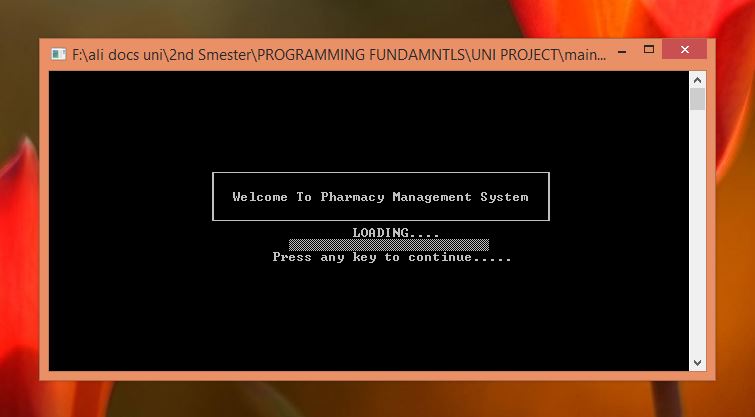 F:\ali docs uni\2nd Smester\PROGRAMMING FUNDAMNTLS\UNI PROJECT\main...
Welcome To Pharmacy Management System
LOADING....
Press any key to continue.....